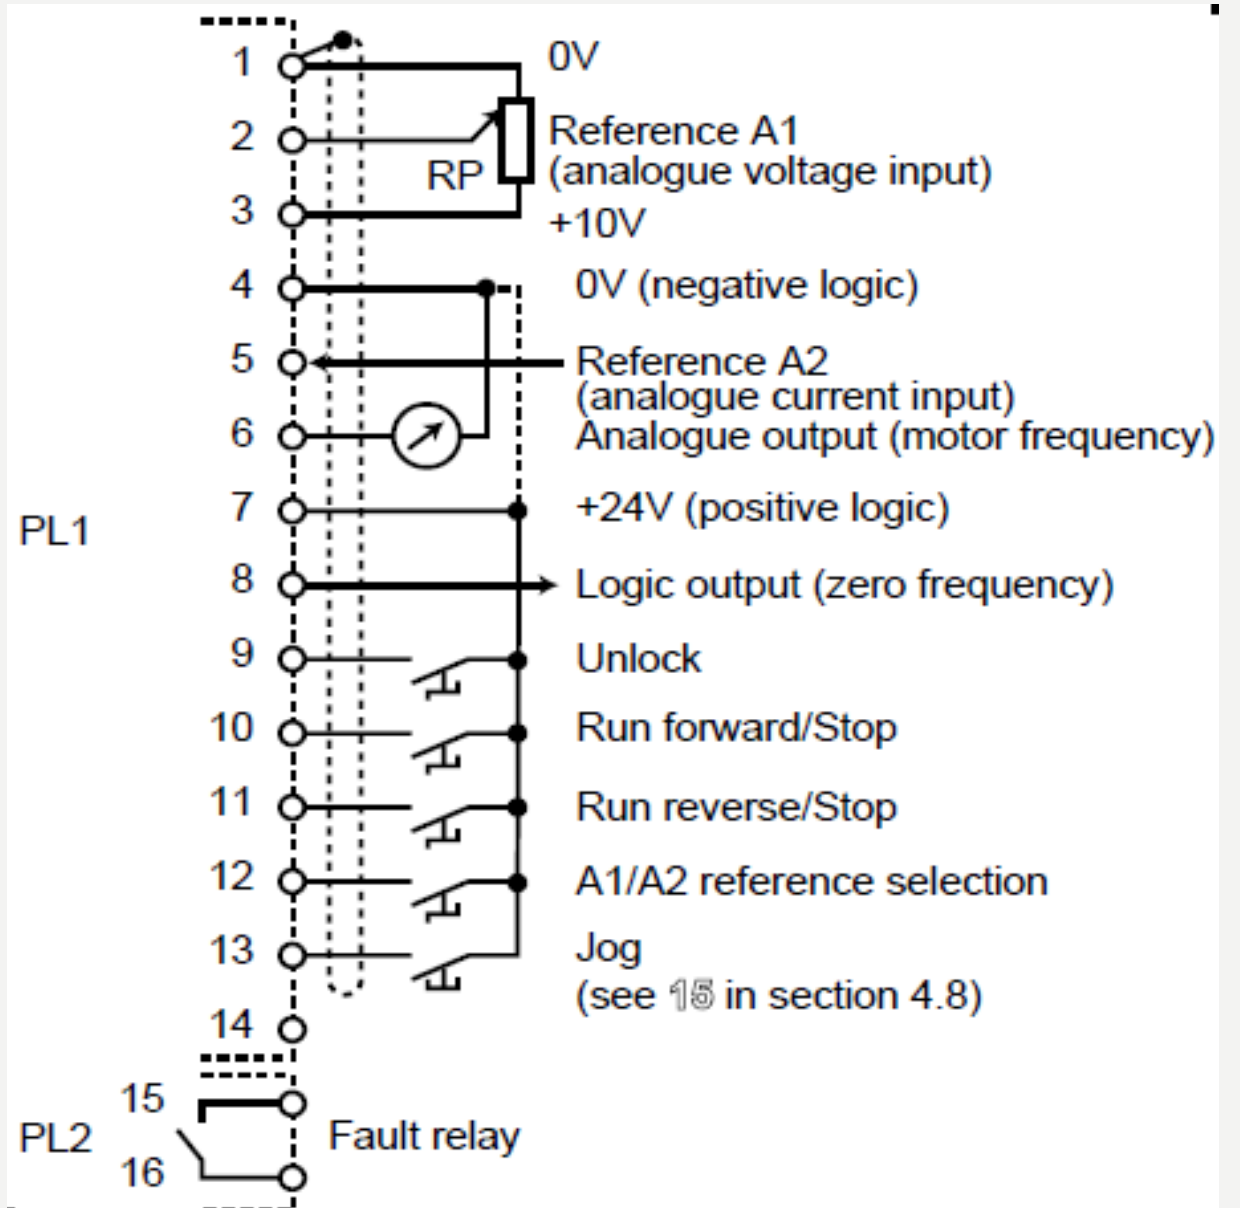 1 0V
2 Reference A1
RP (analogue voltage input)
3 +10V
4 0V (negative logic)
5 Reference A2
(analogue current input)
6 Analogue output (motor frequency)
7 +24V (positive logic)
PL1
8 Logic output (zero frequency)
9 Unlock
10 Run forward/Stop
11 Run reverse/Stop
12 A1/A2 reference selection
13 Jog
(see 15 in section 4.8)
14
15
PL2 Fault relay
16